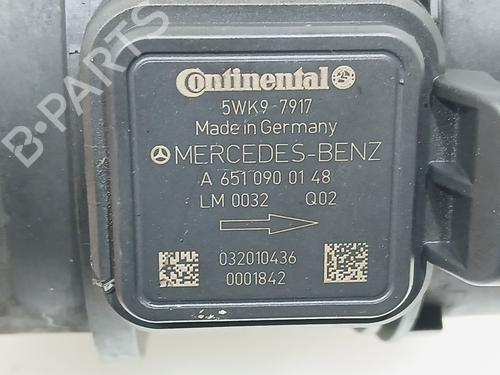 B-PARTS
Continental
5WK9 7917
Made in Germany
MERCEDES-BENZ
A 651 090 01 48
LM 0032 Q02
032010436
0001842